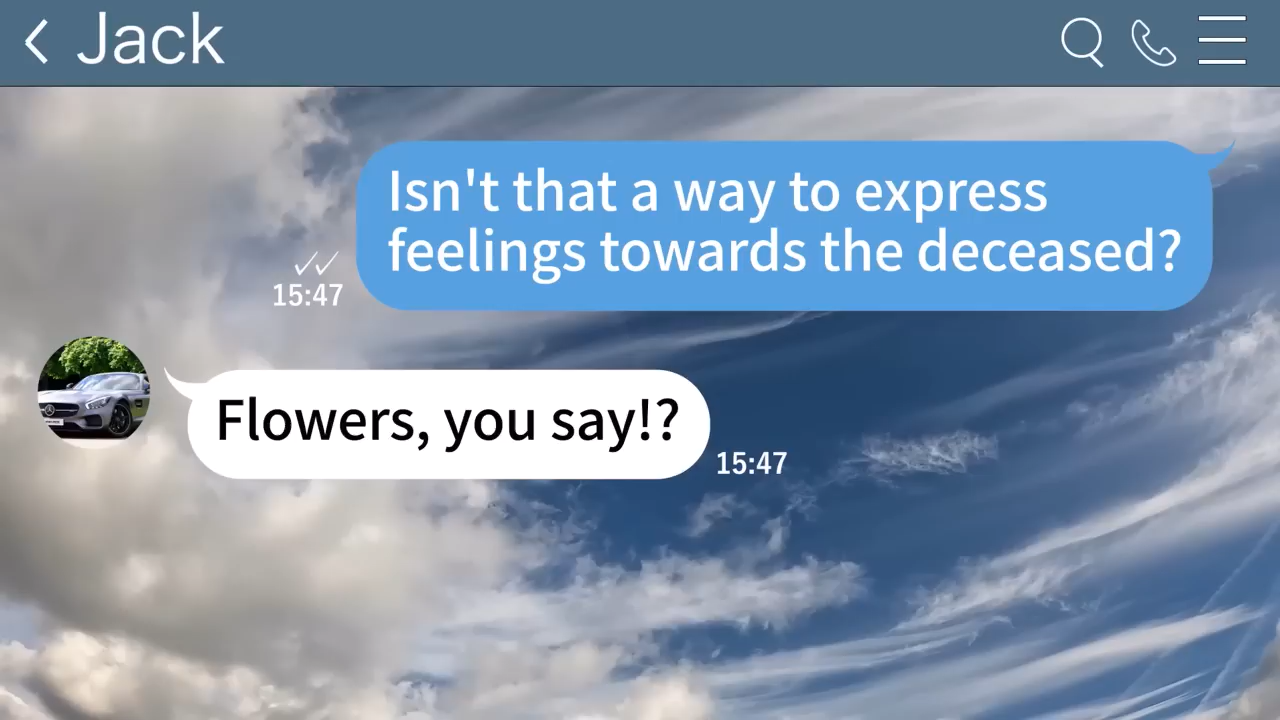 Jack
Isn't that a way to express
feelings towards the deceased?
15:47
Flowers, you say!?
15:47